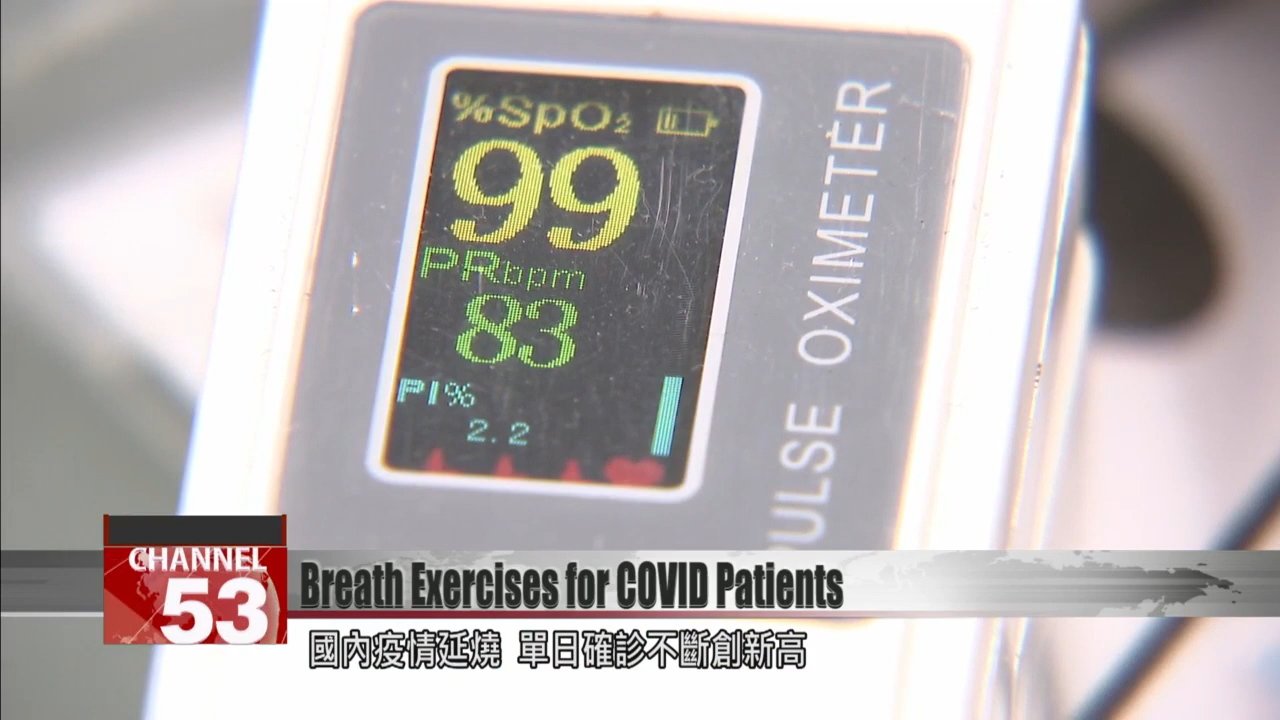 %SpO₂
99
PRbpm
83
PI%
2.2
PULSE OXIMETER
CHANNEL
53
Breath Exercises for COVID Patients
國內疫情延燒 單日確診不斷創新高